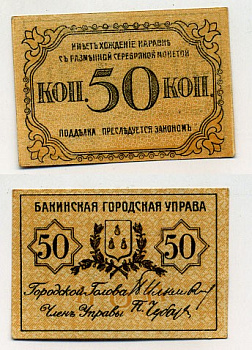 ИМѢЕТЪ ХОЖДЕНІЕ НАРАВНѢ
СЪ РАЗМѢННОЙ СЕРЕБРЯНОЙ МОНЕТОЙ
КОП. 50 КОП.
ПОДДѢЛКА ПРЕСЛѢДУЕТСЯ ЗАКОНОМЪ
БАКИНСКАЯ ГОРОДСКАЯ УПРАВА
50 50
Городской Голова
Членъ Управы